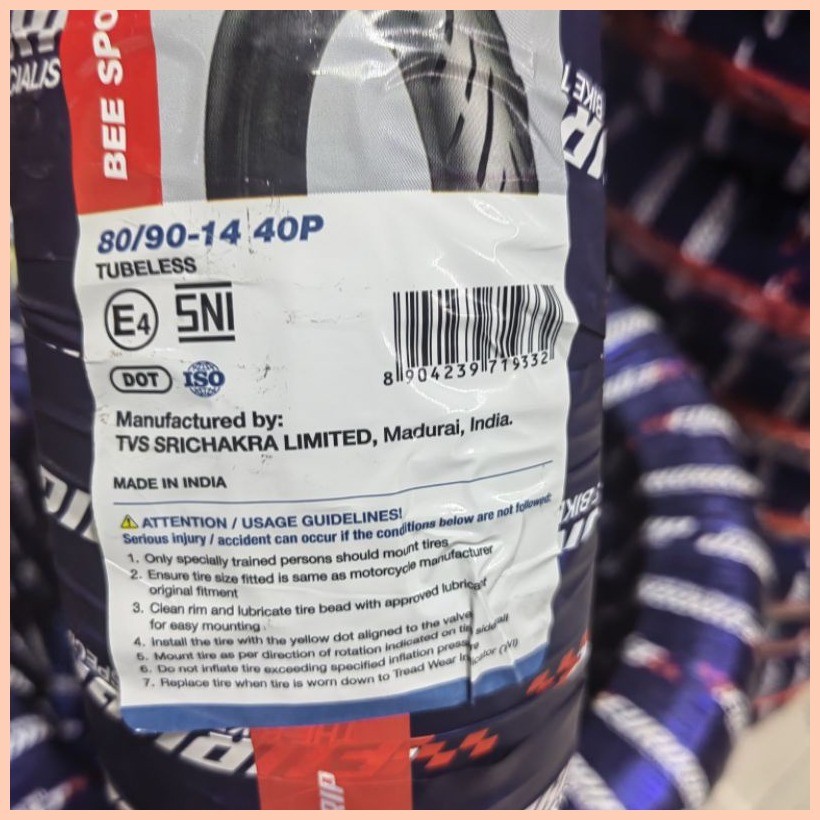 BEE SPO
80/90-14 40P
TUBELESS
E4 SNI
DOT ISO
8 904239 719332
Manufactured by:
TVS SRICHAKRA LIMITED, Madurai, India.
MADE IN INDIA
ATTENTION / USAGE GUIDELINES!
Serious injury / accident can occur if the conditions below are not followed:
1. Only specially trained persons should mount tires
2. Ensure tire size fitted is same as motorcycle manufacturer
original fitment
3. Clean rim and lubricate tire bead with approved lubricant
for easy mounting
4. Install the tire with the yellow dot aligned to the valve
5. Mount tire as per direction of rotation indicated on tire sidewall
6. Do not inflate tire exceeding specified inflation pressure
7. Replace tire when tire is worn down to Tread Wear Indicator (TWI)